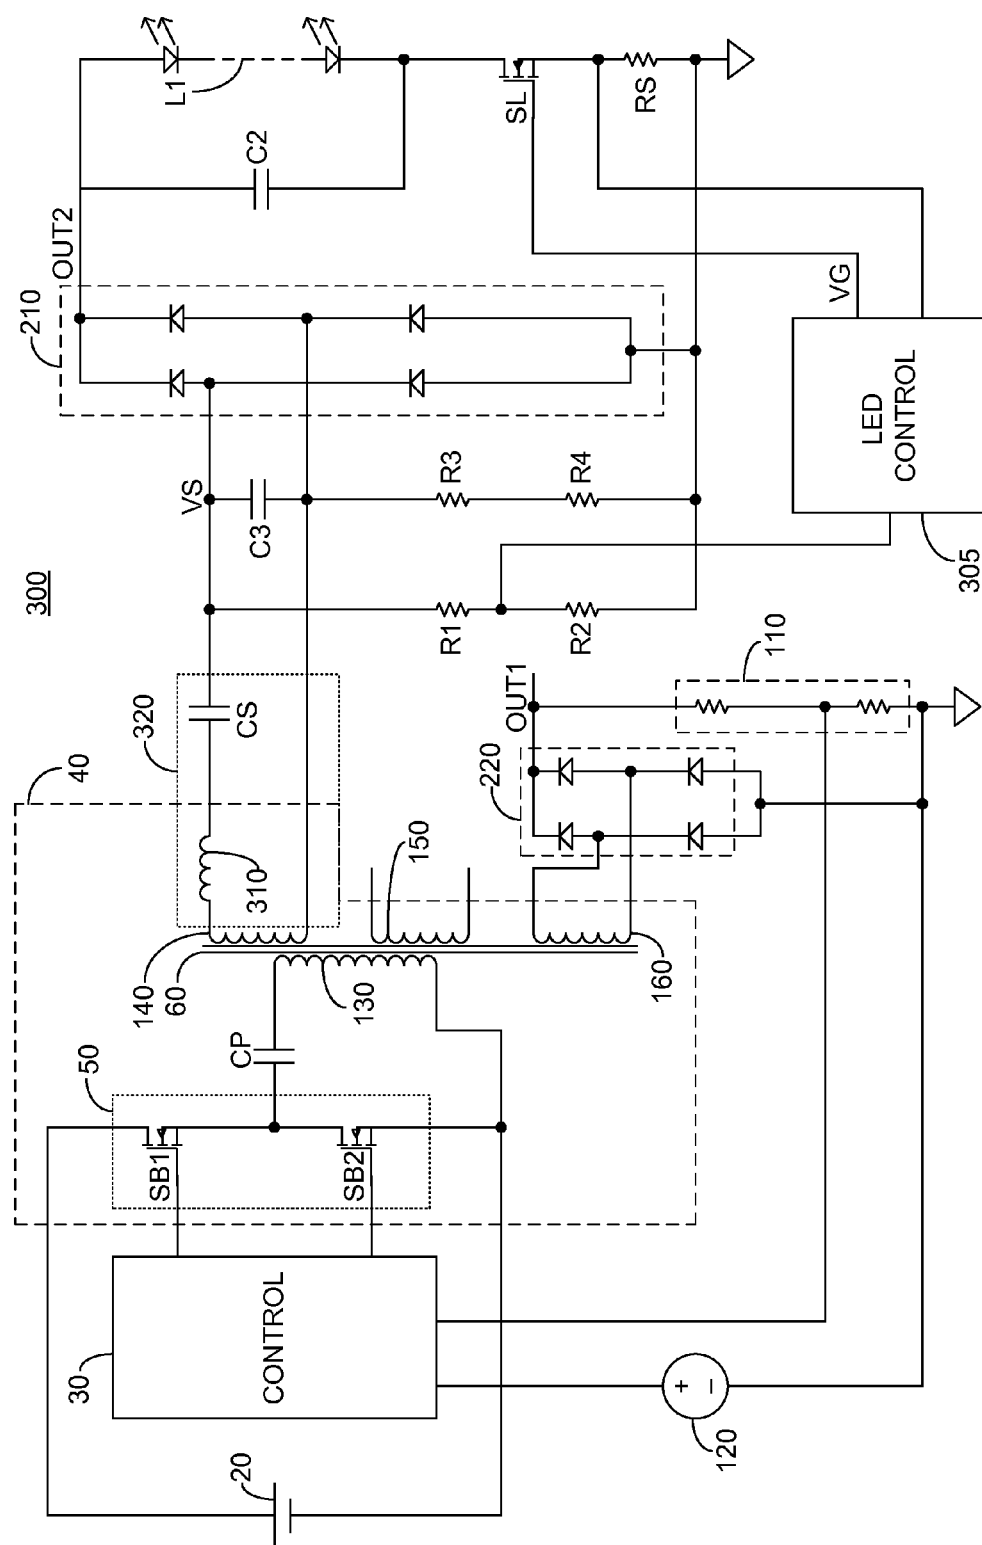 300
20
30
CONTROL
120
+
−
50
SB1
SB2
CP
40
140
60
130
150
160
310
320
CS
220
OUT1
110
VS
C3
R1
R2
R3
R4
210
OUT2
C2
L1
SL
RS
VG
LED
CONTROL
305